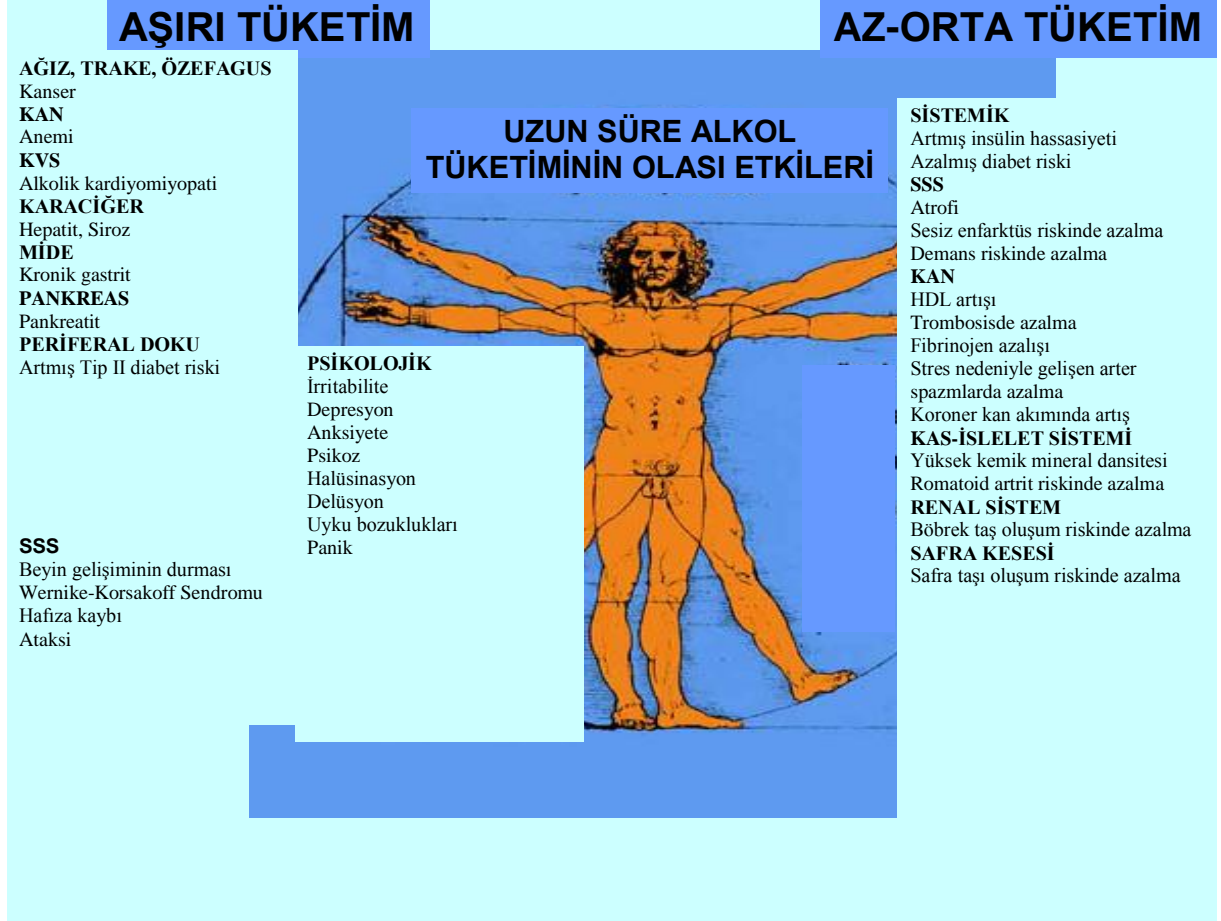 AŞIRI TÜKETİM
AZ-ORTA TÜKETİM
UZUN SÜRE ALKOL
TÜKETİMİNİN OLASI ETKİLERİ
AĞIZ, TRAKE, ÖZEFAGUS
Kanser
KAN
Anemi
KVS
Alkolik kardiyomiyopati
KARACİĞER
Hepatit, Siroz
MİDE
Kronik gastrit
PANKREAS
Pankreatit
PERİFERAL DOKU
Artmış Tip II diabet riski
SSS
Beyin gelişiminin durması
Wernike-Korsakoff Sendromu
Hafıza kaybı
Ataksi
PSİKOLOJİK
İrritabilite
Depresyon
Anksiyete
Psikoz
Halüsinasyon
Delüsyon
Uyku bozuklukları
Panik
SİSTEMİK
Artmış insülin hassasiyeti
Azalmış diabet riski
SSS
Atrofi
Sesiz enfarktüs riskinde azalma
Demans riskinde azalma
KAN
HDL artışı
Trombosisde azalma
Fibrinojen azalışı
Stres nedeniyle gelişen arter
spazmlarda azalma
Koroner kan akımında artış
KAS-İSLELET SİSTEMİ
Yüksek kemik mineral dansitesi
Romatoid artrit riskinde azalma
RENAL SİSTEM
Böbrek taş oluşum riskinde azalma
SAFRA KESESİ
Safra taşı oluşum riskinde azalma